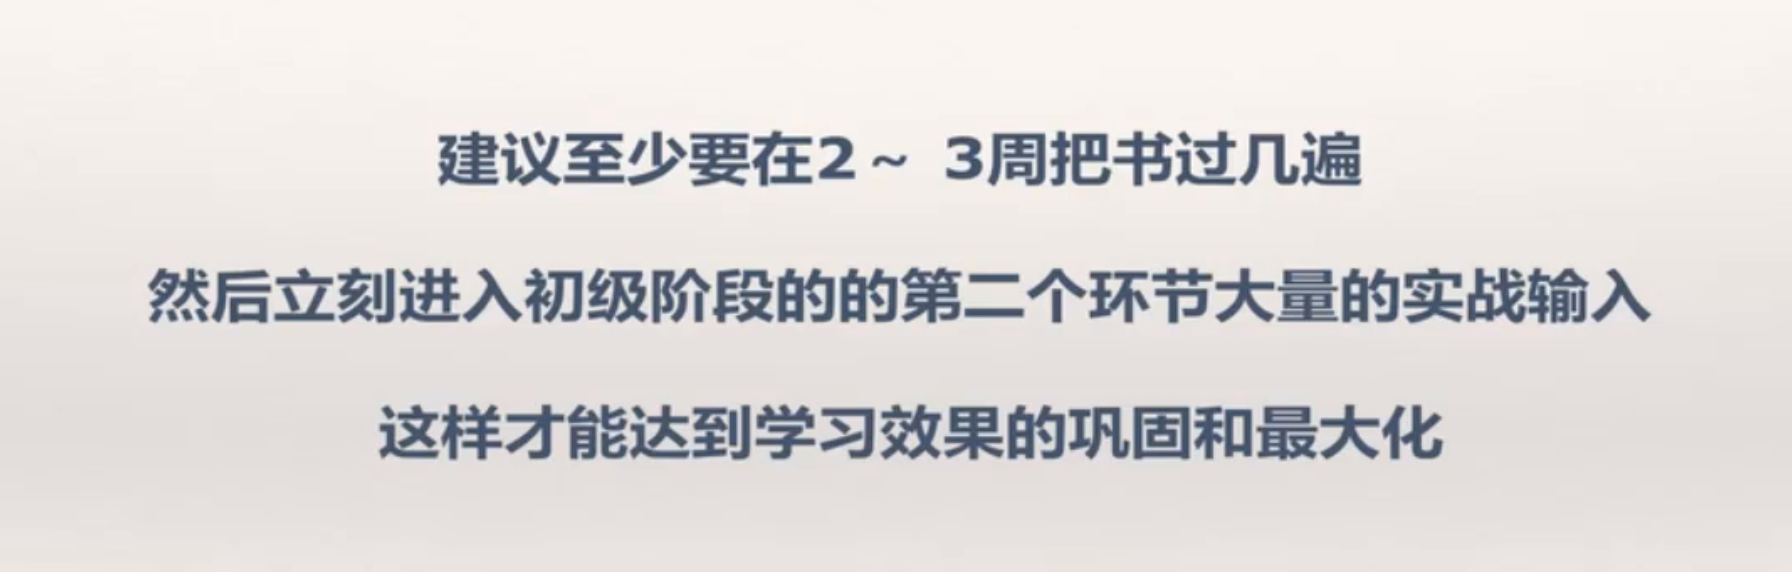 建议至少要在2～ 3周把书过几遍
然后立刻进入初级阶段的的第二个环节大量的实战输入
这样才能达到学习效果的巩固和最大化